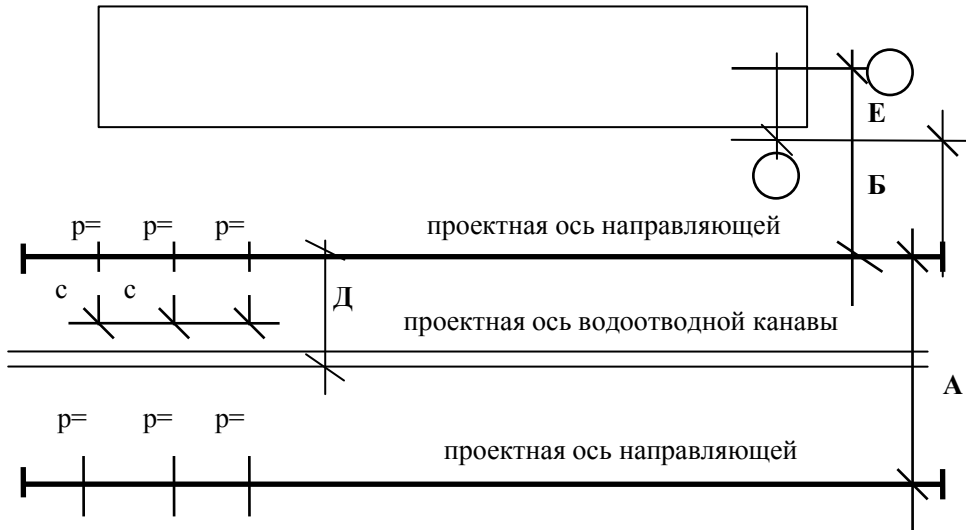 Е
Б
р= р= р= проектная ось направляющей
с с Д
проектная ось водоотводной канавы
А
р= р= р=
проектная ось направляющей